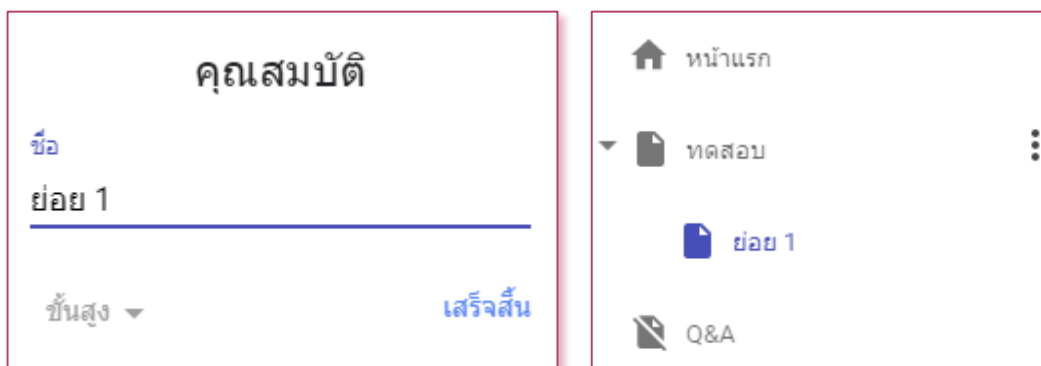 คุณสมบัติ
ชื่อ
ย่อย 1
ขั้นสูง
เสร็จสิ้น
หน้าแรก
ทดสอบ
ย่อย 1
Q&A